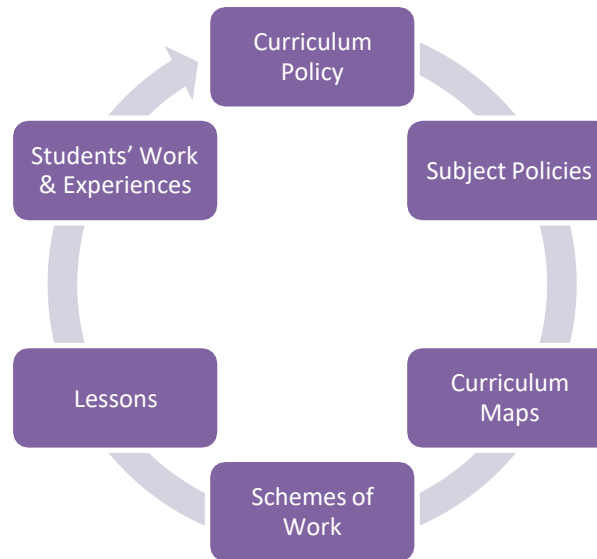 Curriculum
Policy
Subject Policies
Curriculum
Maps
Schemes of
Work
Lessons
Students’ Work
& Experiences